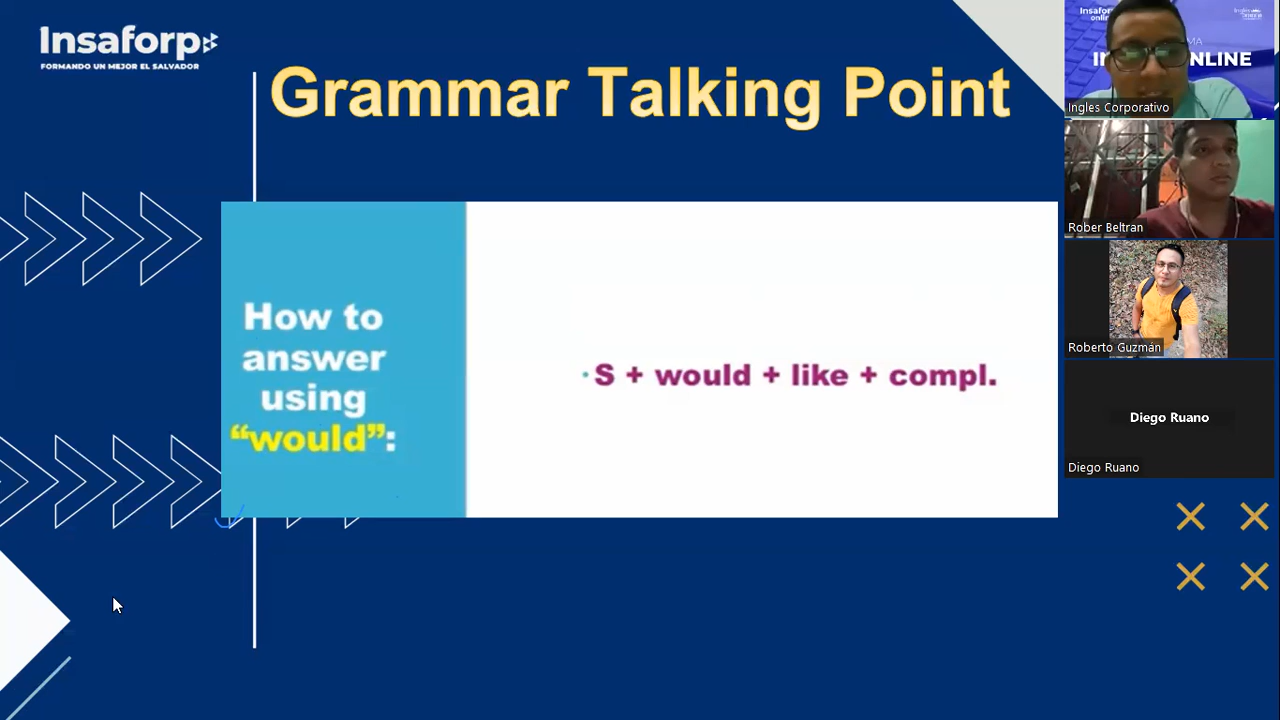 Insaforp
FORMANDO UN MEJOR EL SALVADOR
Grammar Talking Point
How to
answer
using
“would”:
· S + would + like + compl.
Insaforp
Ingles Corporativo
Rober Beltran
Roberto Guzmán
Diego Ruano
Diego Ruano